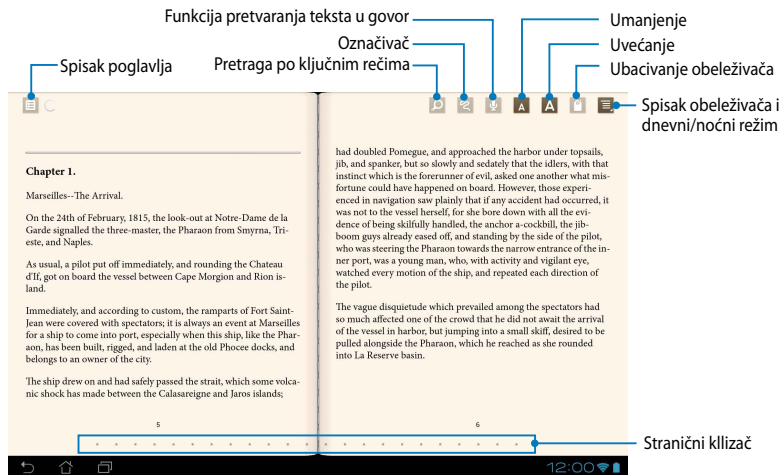 Funkcija pretvaranja teksta u govor
Umanjenje
Označivač
Uvećanje
Spisak poglavlja
Pretraga po ključnim rečima
Ubacivanje obeleživača
Spisak obeleživača i
dnevni/noćni režim
A
A
Chapter 1.
Marseilles--The Arrival.
On the 24th of February, 1815, the look-out at Notre-Dame de la
Garde signalled the three-master, the Pharaon from Smyrna, Tri-
este, and Naples.
As usual, a pilot put off immediately, and rounding the Chateau
d'If, got on board the vessel between Cape Morgion and Rion is-
land.
Immediately, and according to custom, the ramparts of Fort Saint-
Jean were covered with spectators; it is always an event at Marseilles
for a ship to come into port, especially when this ship, like the Phar-
aon, has been built, rigged, and laden at the old Phocee docks, and
belongs to an owner of the city.
The ship drew on and had safely passed the strait, which some volca-
nic shock has made between the Calasareigne and Jaros islands;
5
had doubled Pomegue, and approached the harbor under topsails,
jib, and spanker, but so slowly and sedately that the idlers, with that
instinct which is the forerunner of evil, asked one another what mis-
fortune could have happened on board. However, those experi-
enced in navigation saw plainly that if any accident had occurred, it
was not to the vessel herself, for she bore down with all the evi-
dence of being skilfully handled, the anchor a-cockbill, the jib-
boom guys already eased off, and standing by the side of the pilot,
who was steering the Pharaon towards the narrow entrance of the in-
ner port, was a young man, who, with activity and vigilant eye,
watched every motion of the ship, and repeated each direction of
the pilot.
The vague disquietude which prevailed among the spectators had
so much affected one of the crowd that he did not await the arrival
of the vessel in harbor, but jumping into a small skiff, desired to be
pulled alongside the Pharaon, which he reached as she rounded
into La Reserve basin.
6
Stranični kllizač
12:00